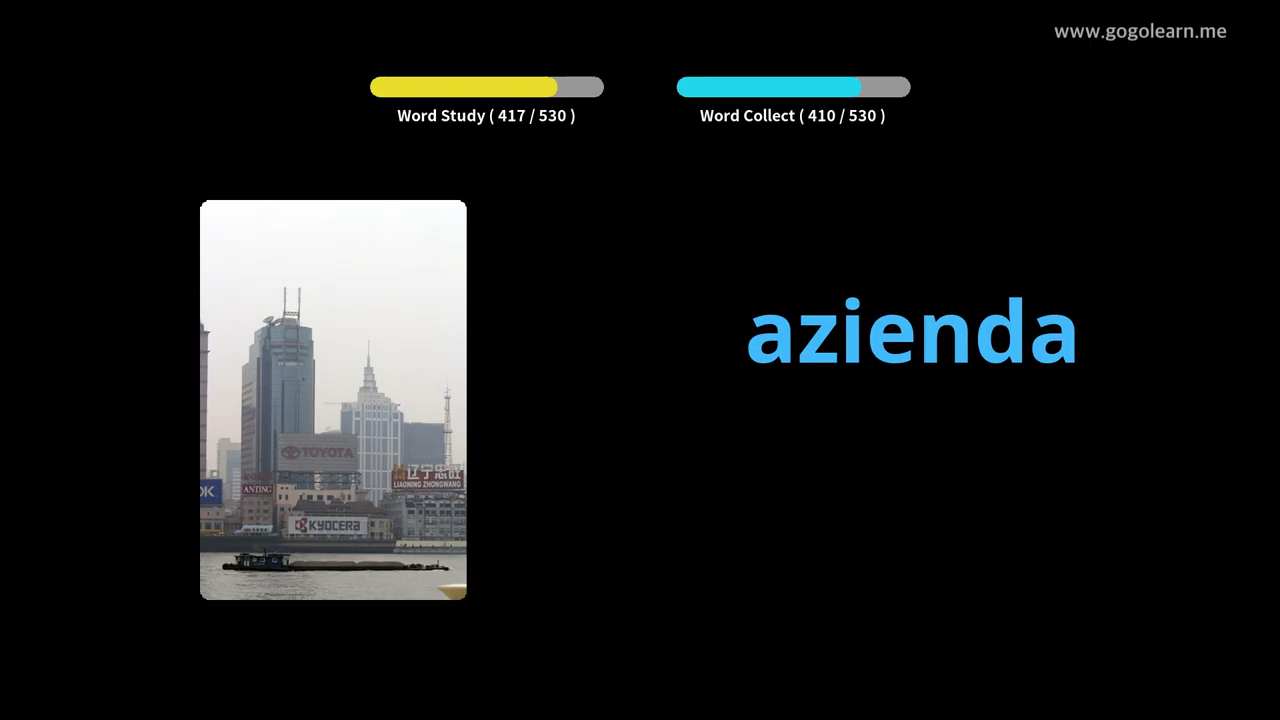 www.gogolearn.me
Word Study ( 417 / 530 )
Word Collect ( 410 / 530 )
azienda
TOYOTA
辽宁忠旺
LIAONING ZHONGWANG
OK
ANTING
KYOCERA